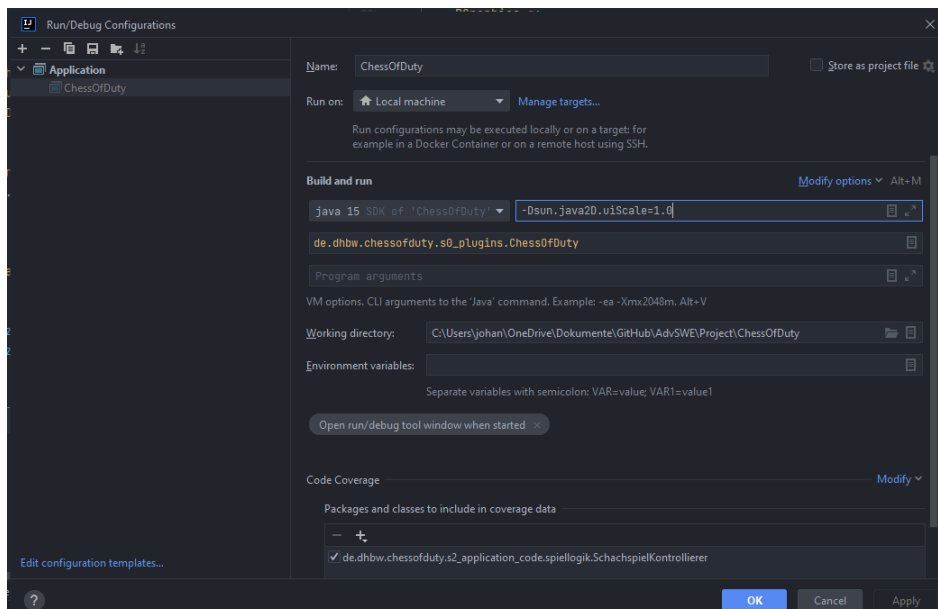 Run/Debug Configurations
Application
ChessOfDuty
Name: ChessOfDuty Store as project file
Run on: Local machine Manage targets...
Run configurations may be executed locally or on a target: for
example in a Docker Container or on a remote host using SSH.
Build and run Modify options Alt+M
java 15 SDK of 'ChessOfDuty' -Dsun.java2D.uiScale=1.0
de.dhbw.chessofduty.s0_plugins.ChessOfDuty
Program arguments
VM options. CLI arguments to the 'Java' command. Example: -ea -Xmx2048m. Alt+V
Working directory: C:\Users\johan\OneDrive\Dokumente\GitHub\AdvSWE\Project\ChessOfDuty
Environment variables:
Separate variables with semicolon: VAR=value; VAR1=value1
Open run/debug tool window when started
Code Coverage Modify
Packages and classes to include in coverage data
de.dhbw.chessofduty.s2_application_code.spiellogik.SchachspielKontrollierer
Edit configuration templates...
? OK Cancel Apply